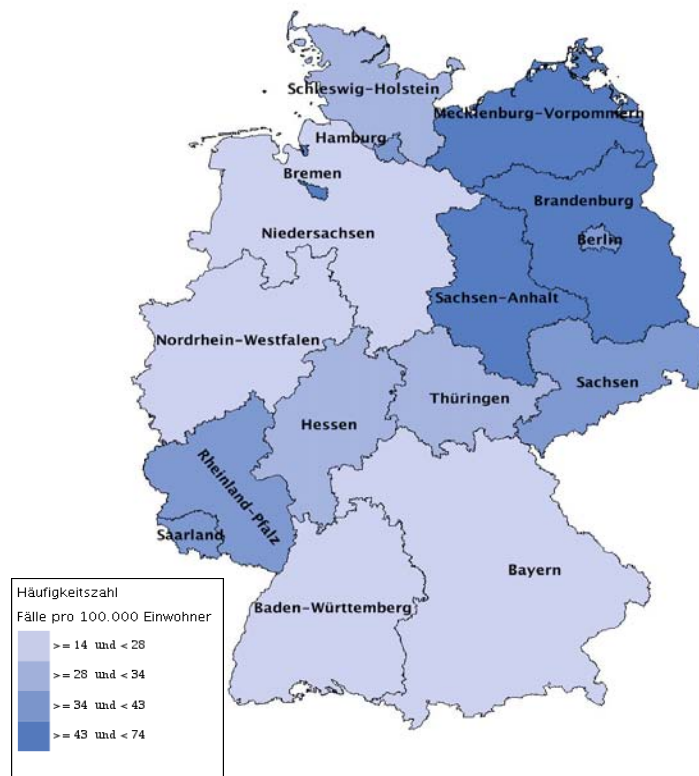 Schleswig-Holstein
Mecklenburg-Vorpommern
Hamburg
Bremen
Brandenburg
Niedersachsen
Berlin
Sachsen-Anhalt
Nordrhein-Westfalen
Sachsen
Thüringen
Hessen
Rheinland-Pfalz
Saarland
Bayern
Baden-Württemberg
Häufigkeitszahl
Fälle pro 100.000 Einwohner
>= 14 und < 28
>= 28 und < 34
>= 34 und < 43
>= 43 und < 74